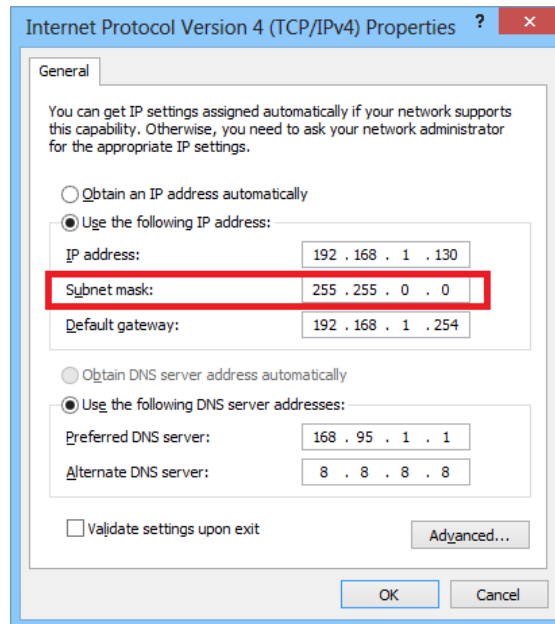 Internet Protocol Version 4 (TCP/IPv4) Properties ? ×
General
You can get IP settings assigned automatically if your network supports
this capability. Otherwise, you need to ask your network administrator
for the appropriate IP settings.
Obtain an IP address automatically
Use the following IP address:
IP address: 192 . 168 . 1 . 130
Subnet mask: 255 . 255 . 0 . 0
Default gateway: 192 . 168 . 1 . 254
Obtain DNS server address automatically
Use the following DNS server addresses:
Preferred DNS server: 168 . 95 . 1 . 1
Alternate DNS server: 8 . 8 . 8 . 8
Validate settings upon exit
Advanced...
OK Cancel